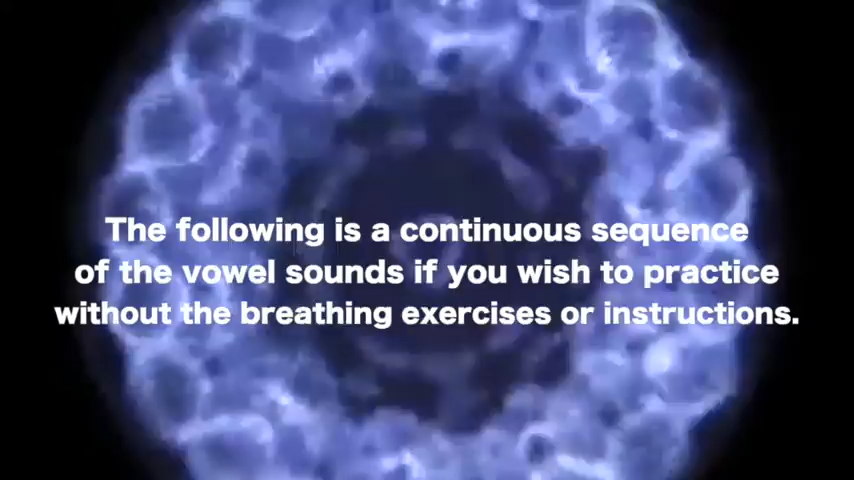 The following is a continuous sequence
of the vowel sounds if you wish to practice
without the breathing exercises or instructions.